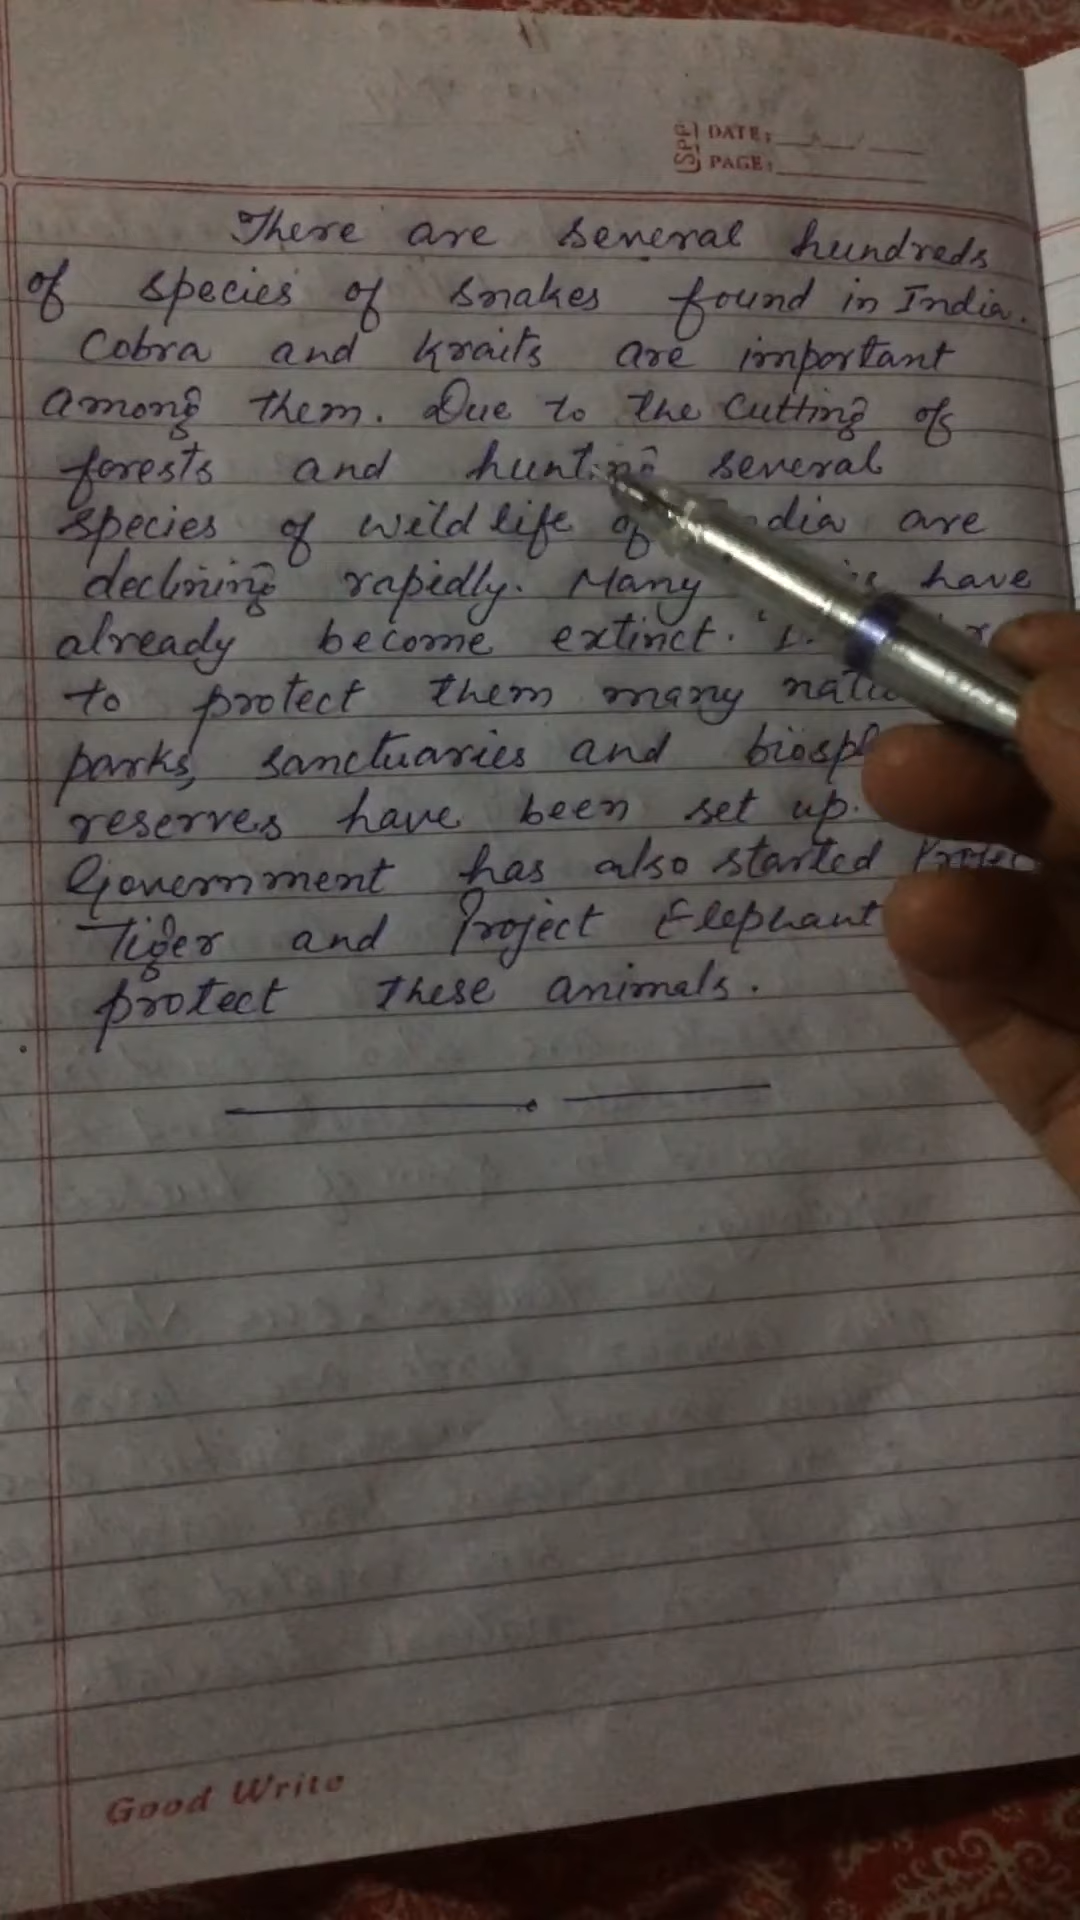 SPG DATE:
PAGE:
There are several hundreds
of species of snakes found in India.
Cobra and Kraits are important
among them. Due to the cutting of
forests and hunting several
species of wild life of are
declining rapidly. Many have
already become extinct.
to protect them many
parks, sanctuaries and
reserves have been set up.
Government has also started
Tiger and Project Elephant
protect these animals.
Good Write